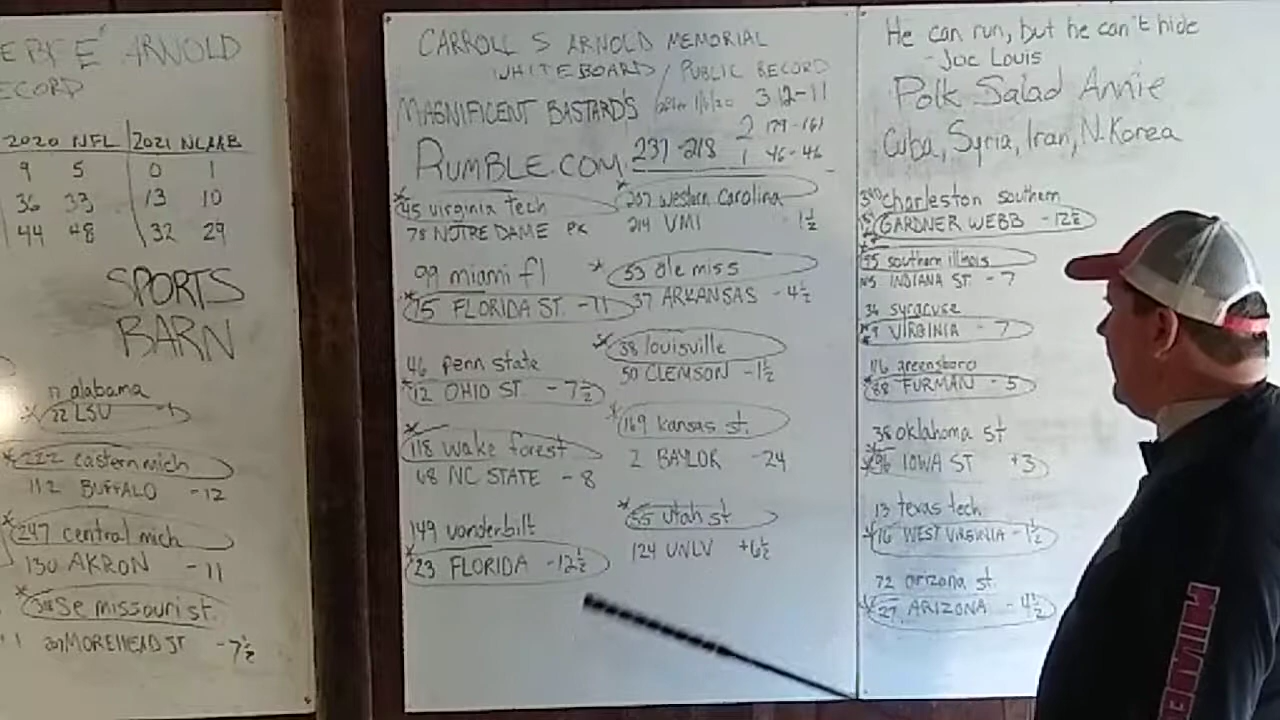 ARNOLD
ECORD
2020 NFL 2021 NCAAB
9 5 0 1
36 33 13 10
44 48 32 29
SPORTS
BARN
alabama
22 LSU
222 eastern mich
112 BUFFALO -12
247 central mich
130 AKRON -11
se missouri st.
MOREHEAD ST -7½
CARROLL S ARNOLD MEMORIAL
WHITEBOARD / PUBLIC RECORD
MAGNIFICENT BASTARD'S 3 12-11
2 179-161
RUMBLE.COM 237-218 1 46-46
45 virginia tech
78 NOTRE DAME PK
99 miami fl
75 FLORIDA ST. -11
46 penn state
12 OHIO ST -7½
118 wake forest
68 NC STATE -8
149 vanderbilt
23 FLORIDA -12½
207 western carolina
214 VMI 1½
53 ole miss
37 ARKANSAS -4½
38 louisville
50 CLEMSON -1½
169 kansas st.
2 BAYLOR -24
55 utah st
124 UNLV +6½
He can run, but he can't hide
- Joe Louis
Polk Salad Annie
Cuba, Syria, Iran, N. Korea
charleston southern
GARDNER WEBB -12½
southern illinois
INDIANA ST -7
syracuse
VIRGINIA -7
116 greensboro
88 FURMAN -5
38 oklahoma st
96 IOWA ST +3
13 texas tech
16 WEST VIRGINIA -1½
72 arizona st.
27 ARIZONA -4½